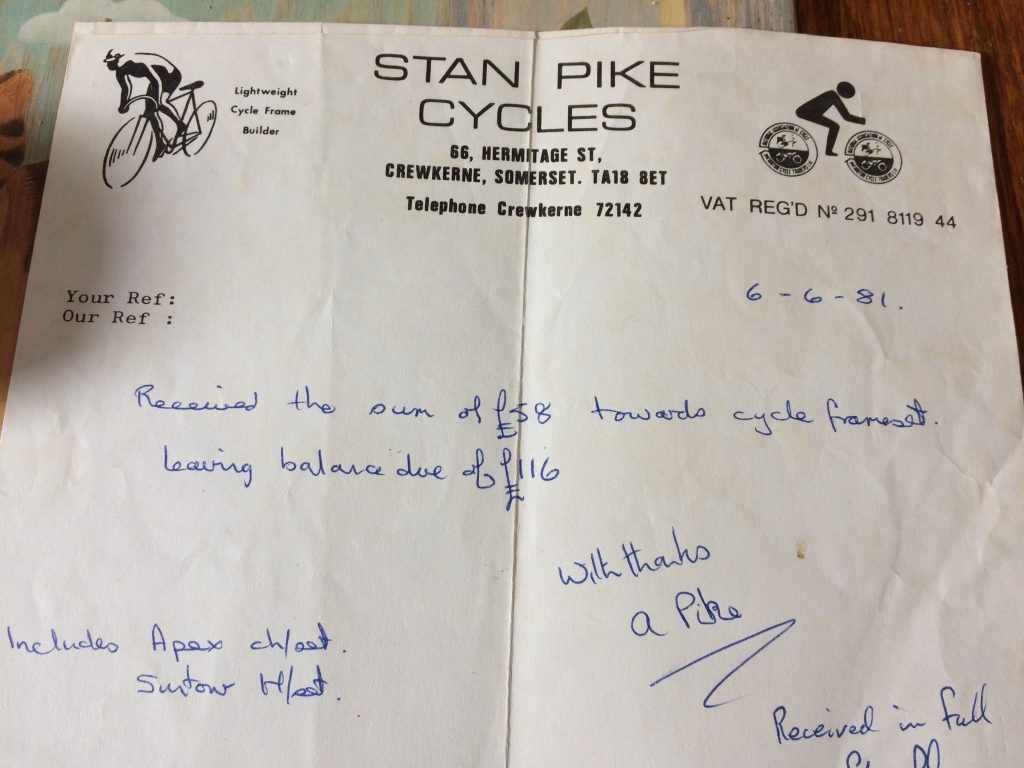 Lightweight
Cycle Frame
Builder
STAN PIKE
CYCLES
66, HERMITAGE ST,
CREWKERNE, SOMERSET. TA18 8ET
Telephone Crewkerne 72142
VAT REG'D Nº 291 8119 44
Your Ref:
Our Ref :
6-6-81.
Received the sum of £58 towards cycle frameset.
Leaving balance due of £116
With thanks
A Pike
Includes Apex ch/set.
Suntour H/set.
Received in full